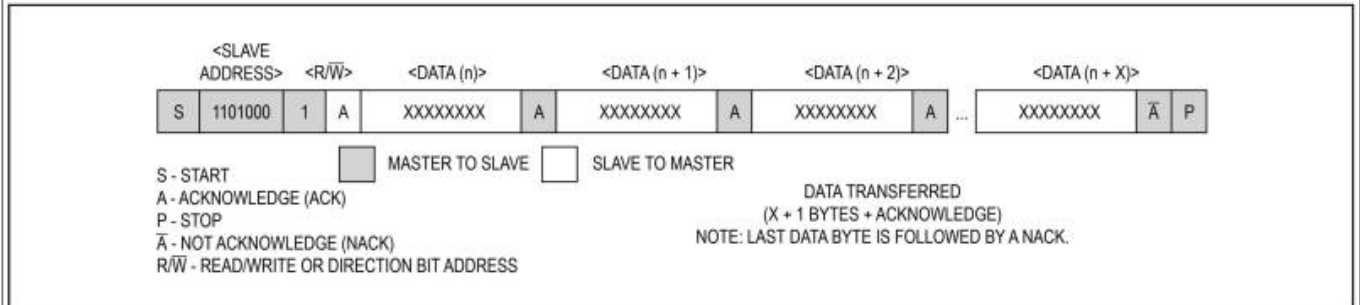 <SLAVE
ADDRESS> <R/W̅> <DATA (n)> <DATA (n + 1)> <DATA (n + 2)> <DATA (n + X)>
S 1101000 1 A XXXXXXXX A XXXXXXXX A XXXXXXXX A ... XXXXXXXX A̅ P
MASTER TO SLAVE SLAVE TO MASTER
S - START
A - ACKNOWLEDGE (ACK)
P - STOP
A̅ - NOT ACKNOWLEDGE (NACK)
R/W̅ - READ/WRITE OR DIRECTION BIT ADDRESS
DATA TRANSFERRED
(X + 1 BYTES + ACKNOWLEDGE)
NOTE: LAST DATA BYTE IS FOLLOWED BY A NACK.